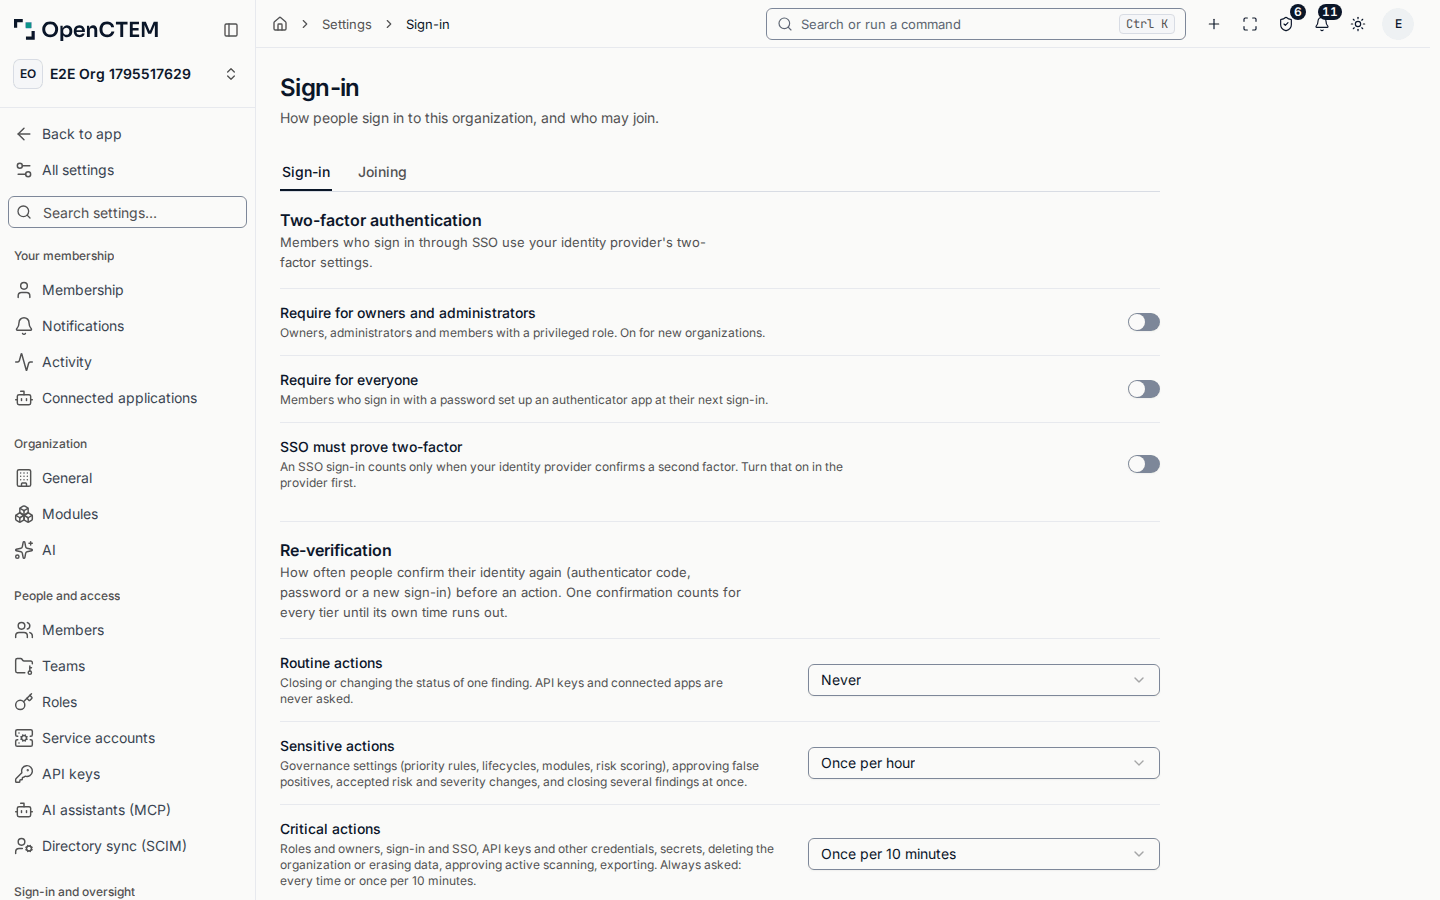 OpenCTEM
EO E2E Org 1795517629
Back to app
All settings
Search settings...
Your membership
Membership
Notifications
Activity
Connected applications
Organization
General
Modules
AI
People and access
Members
Teams
Roles
Service accounts
API keys
AI assistants (MCP)
Directory sync (SCIM)
Sign-in and oversight
Settings Sign-in
Search or run a command Ctrl K
6
11
E
Sign-in
How people sign in to this organization, and who may join.
Sign-in Joining
Two-factor authentication
Members who sign in through SSO use your identity provider's two-
factor settings.
Require for owners and administrators
Owners, administrators and members with a privileged role. On for new organizations.
Require for everyone
Members who sign in with a password set up an authenticator app at their next sign-in.
SSO must prove two-factor
An SSO sign-in counts only when your identity provider confirms a second factor. Turn that on in the
provider first.
Re-verification
How often people confirm their identity again (authenticator code,
password or a new sign-in) before an action. One confirmation counts for
every tier until its own time runs out.
Routine actions
Closing or changing the status of one finding. API keys and connected apps are
never asked.
Never
Sensitive actions
Governance settings (priority rules, lifecycles, modules, risk scoring), approving false
positives, accepted risk and severity changes, and closing several findings at once.
Once per hour
Critical actions
Roles and owners, sign-in and SSO, API keys and other credentials, secrets, deleting the
organization or erasing data, approving active scanning, exporting. Always asked:
every time or once per 10 minutes.
Once per 10 minutes